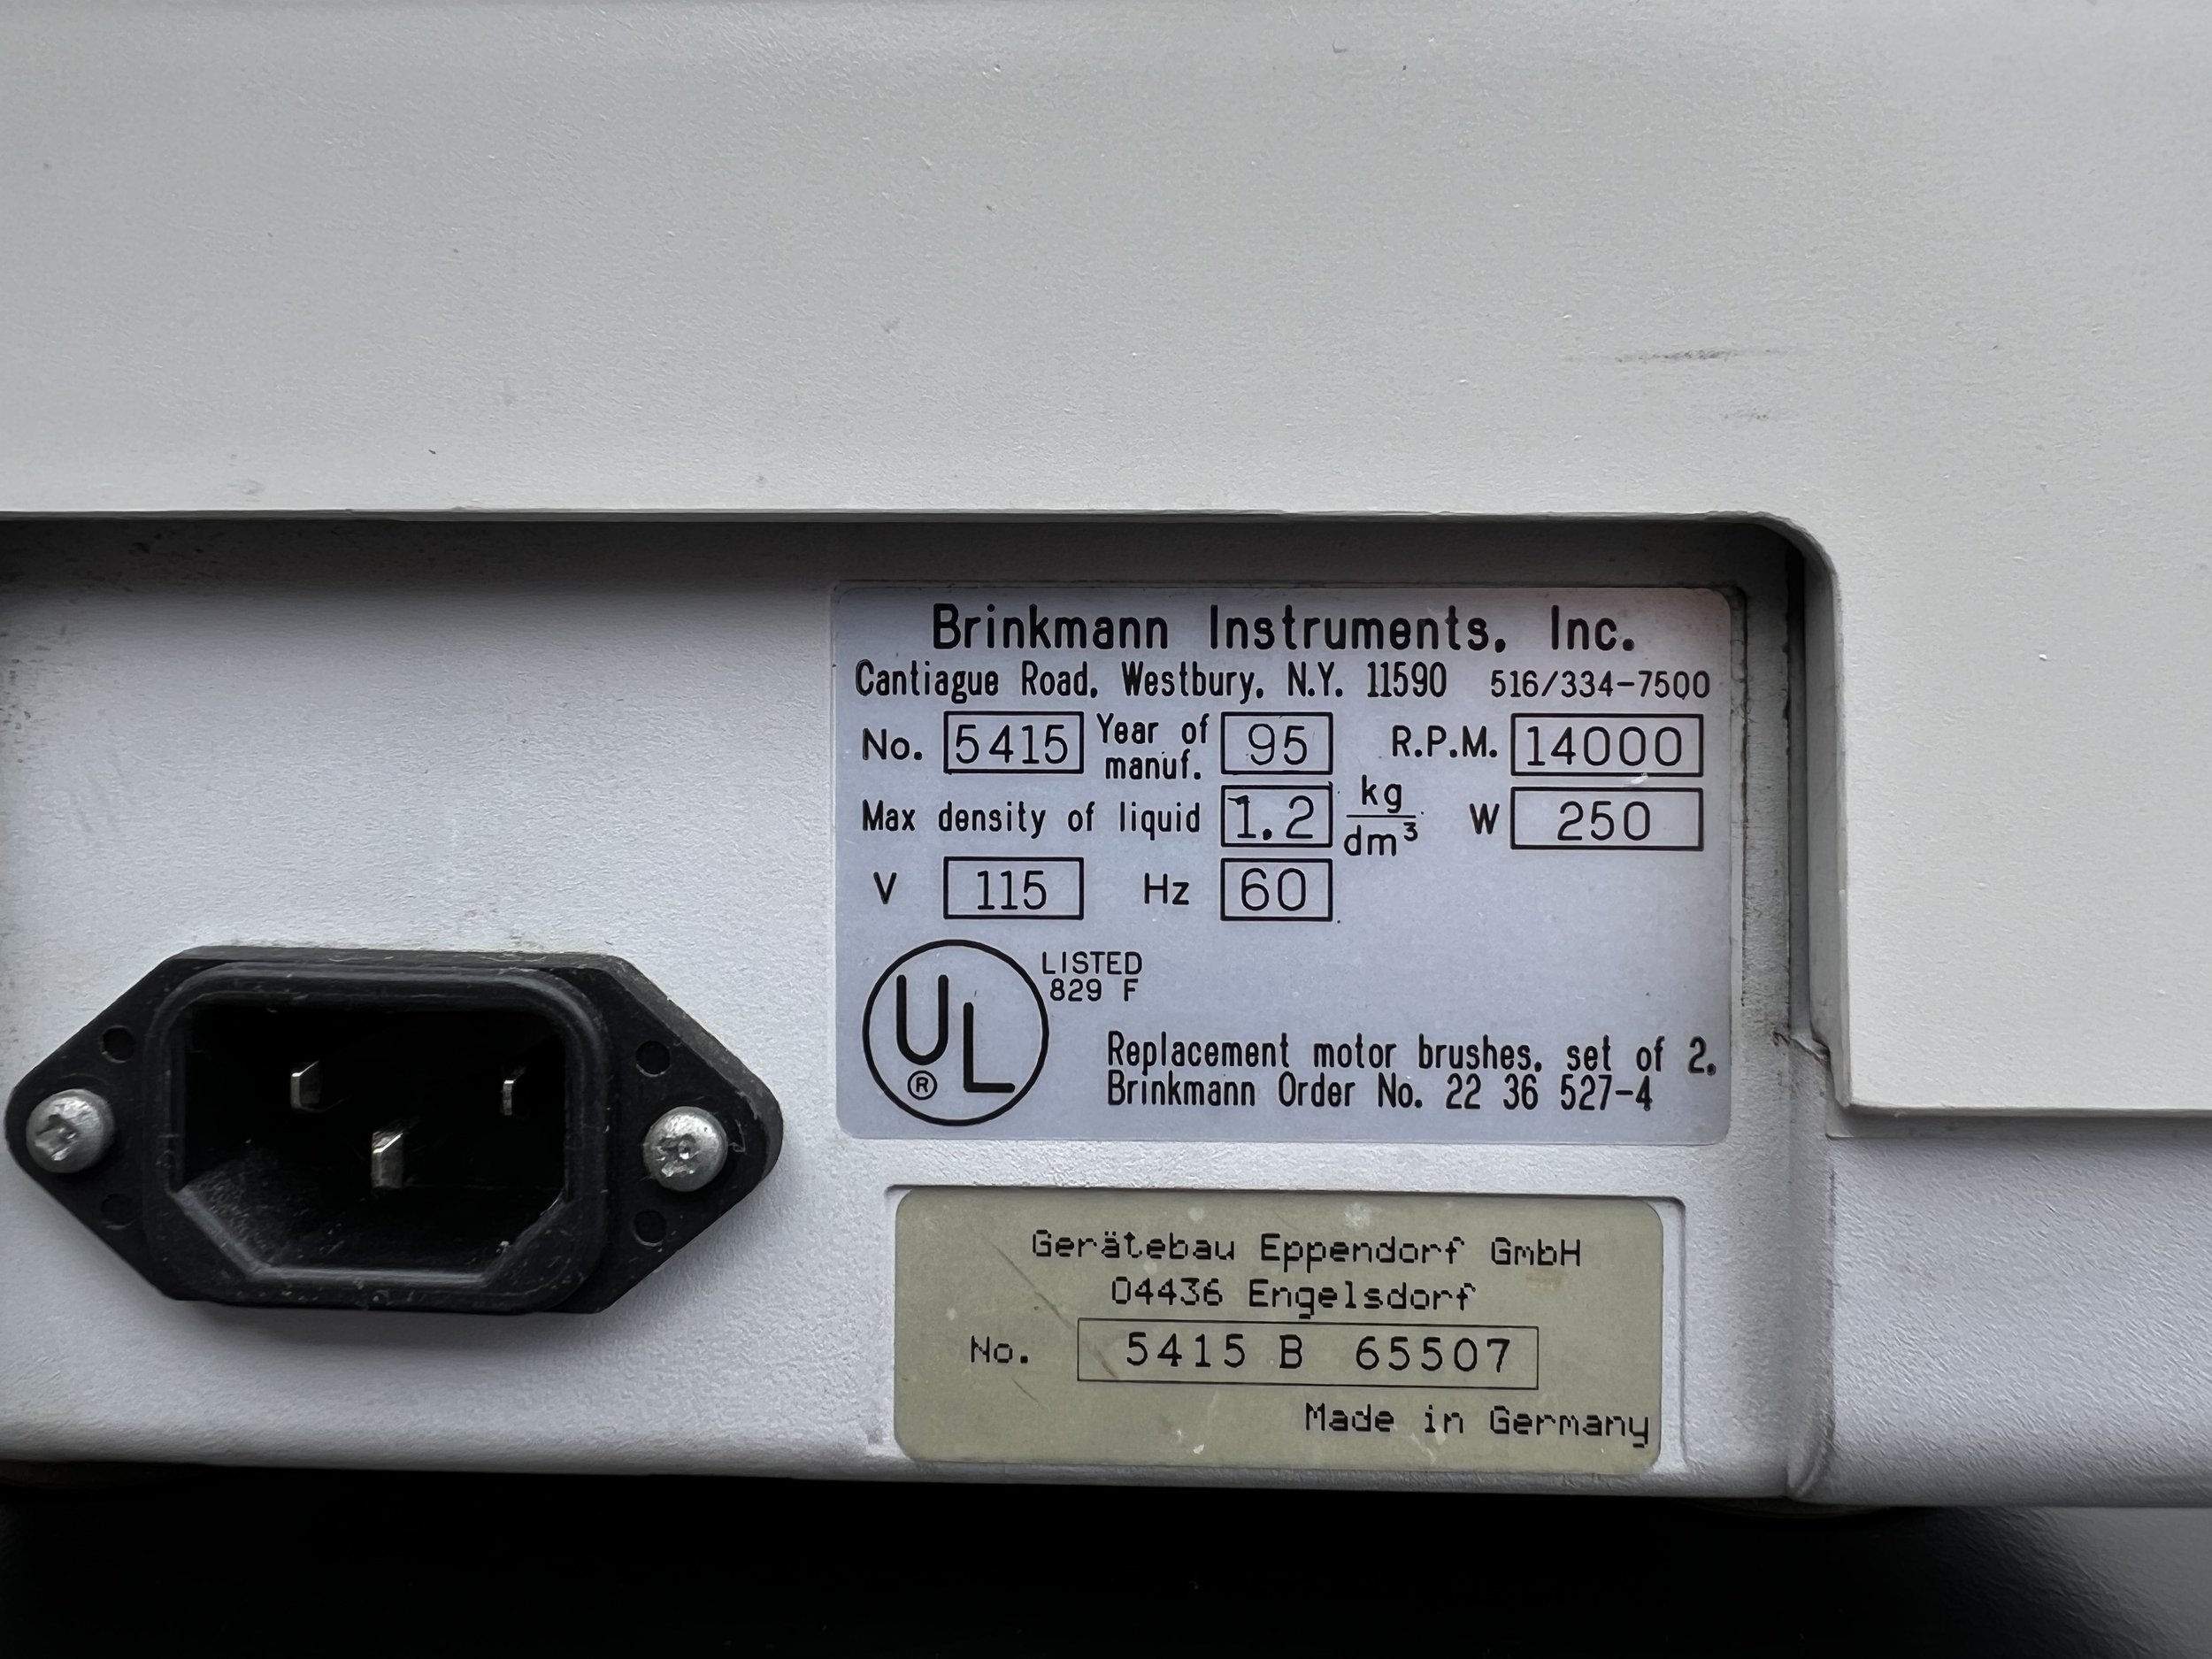 Brinkmann Instruments, Inc.
Cantiague Road, Westbury, N.Y. 11590 516/334-7500
No. 5415 Year of manuf. 95 R.P.M. 14000
Max density of liquid 1.2 kg/dm³ W 250
V 115 Hz 60
UL® LISTED
829 F
Replacement motor brushes, set of 2,
Brinkmann Order No. 22 36 527-4
Gerätebau Eppendorf GmbH
04436 Engelsdorf
No. 5415 B 65507
Made in Germany